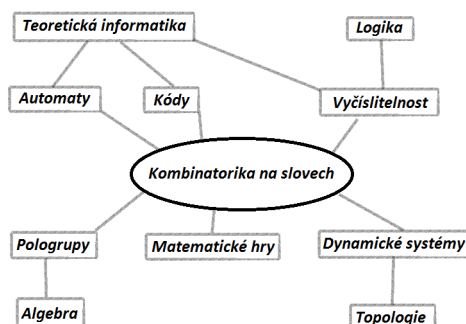 Teoretická informatika
Logika
Automaty
Kódy
Vyčíslitelnost
Kombinatorika na slovech
Pologrupy
Matematické hry
Dynamické systémy
Algebra
Topologie